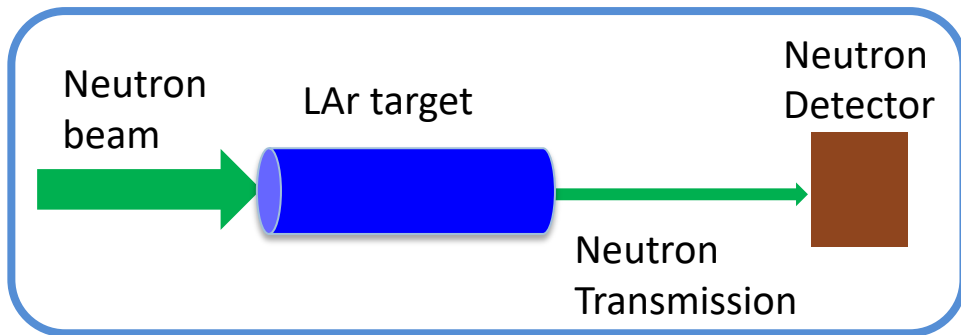 Neutron
beam
LAr target
Neutron
Detector
Neutron
Transmission